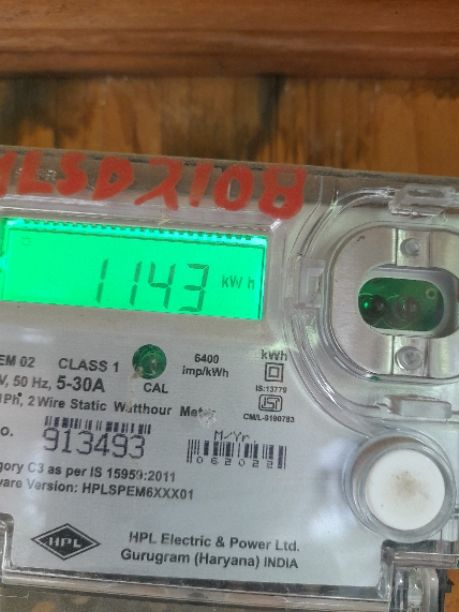 LSD2108
1143 kWh
EM 02 CLASS 1
6400
imp/kWh
kWh
V, 50 Hz, 5-30A
CAL
IS:13779
Ph, 2 Wire Static Watthour Meter
CM/L-9190783
o. 913493
M/Yr.
062022
gory C3 as per IS 15959:2011
ware Version: HPLSPEM6XXX01
HPL
HPL Electric & Power Ltd.
Gurugram (Haryana) INDIA